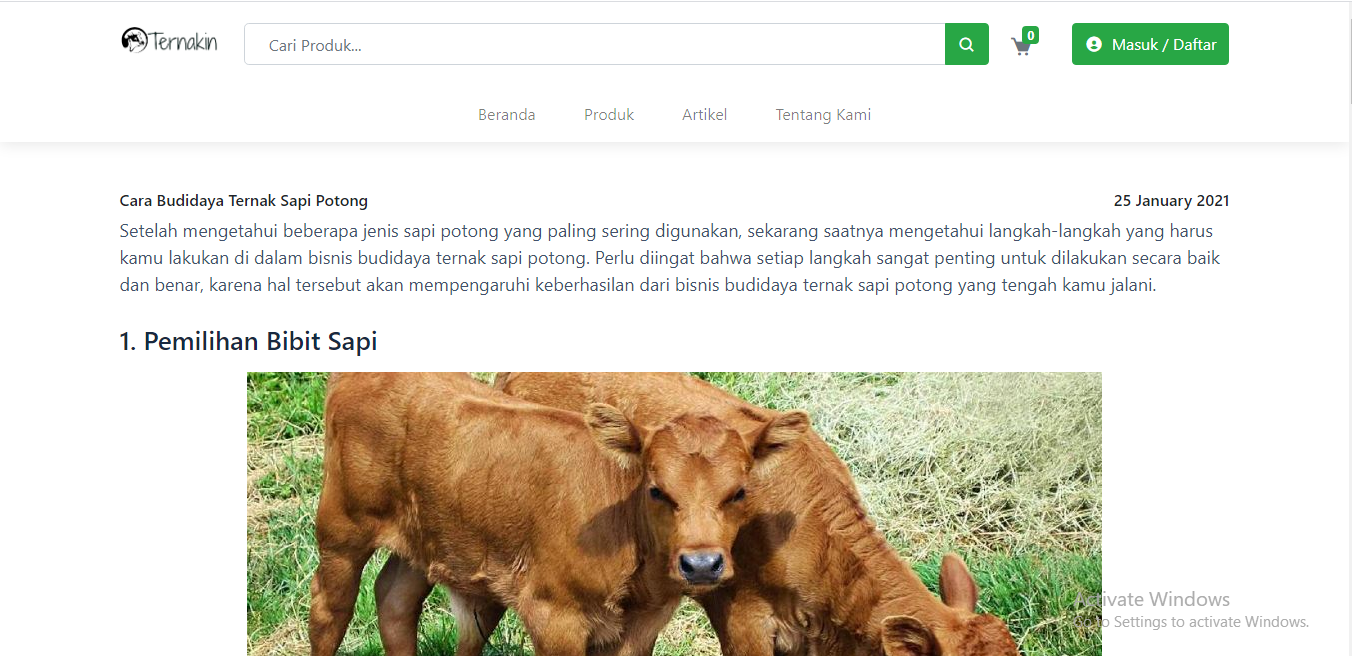 Ternakin
Cari Produk...
0
Masuk / Daftar
Beranda
Produk
Artikel
Tentang Kami
Cara Budidaya Ternak Sapi Potong
25 January 2021
Setelah mengetahui beberapa jenis sapi potong yang paling sering digunakan, sekarang saatnya mengetahui langkah-langkah yang harus
kamu lakukan di dalam bisnis budidaya ternak sapi potong. Perlu diingat bahwa setiap langkah sangat penting untuk dilakukan secara baik
dan benar, karena hal tersebut akan mempengaruhi keberhasilan dari bisnis budidaya ternak sapi potong yang tengah kamu jalani.
1. Pemilihan Bibit Sapi
Activate Windows
Go to Settings to activate Windows.